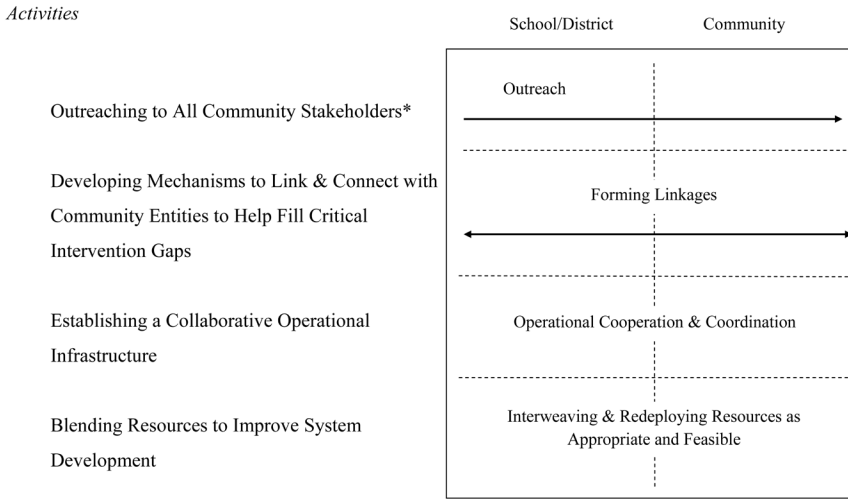 Activities
School/District
Community
Outreaching to All Community Stakeholders*
Outreach
Developing Mechanisms to Link & Connect with
Community Entities to Help Fill Critical
Intervention Gaps
Forming Linkages
Establishing a Collaborative Operational
Infrastructure
Operational Cooperation & Coordination
Blending Resources to Improve System
Development
Interweaving & Redeploying Resources as
Appropriate and Feasible